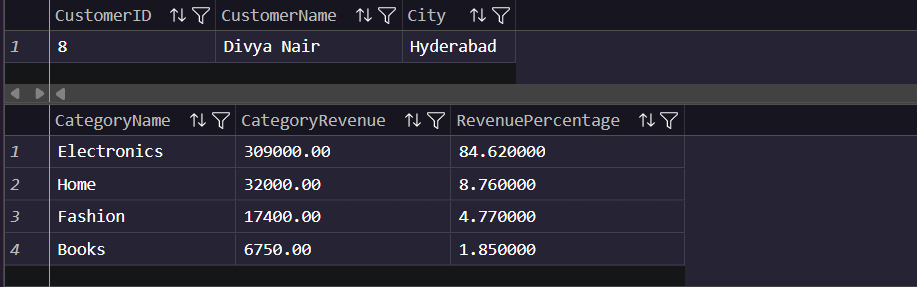 CustomerID CustomerName City
1 8 Divya Nair Hyderabad
CategoryName CategoryRevenue RevenuePercentage
1 Electronics 309000.00 84.620000
2 Home 32000.00 8.760000
3 Fashion 17400.00 4.770000
4 Books 6750.00 1.850000